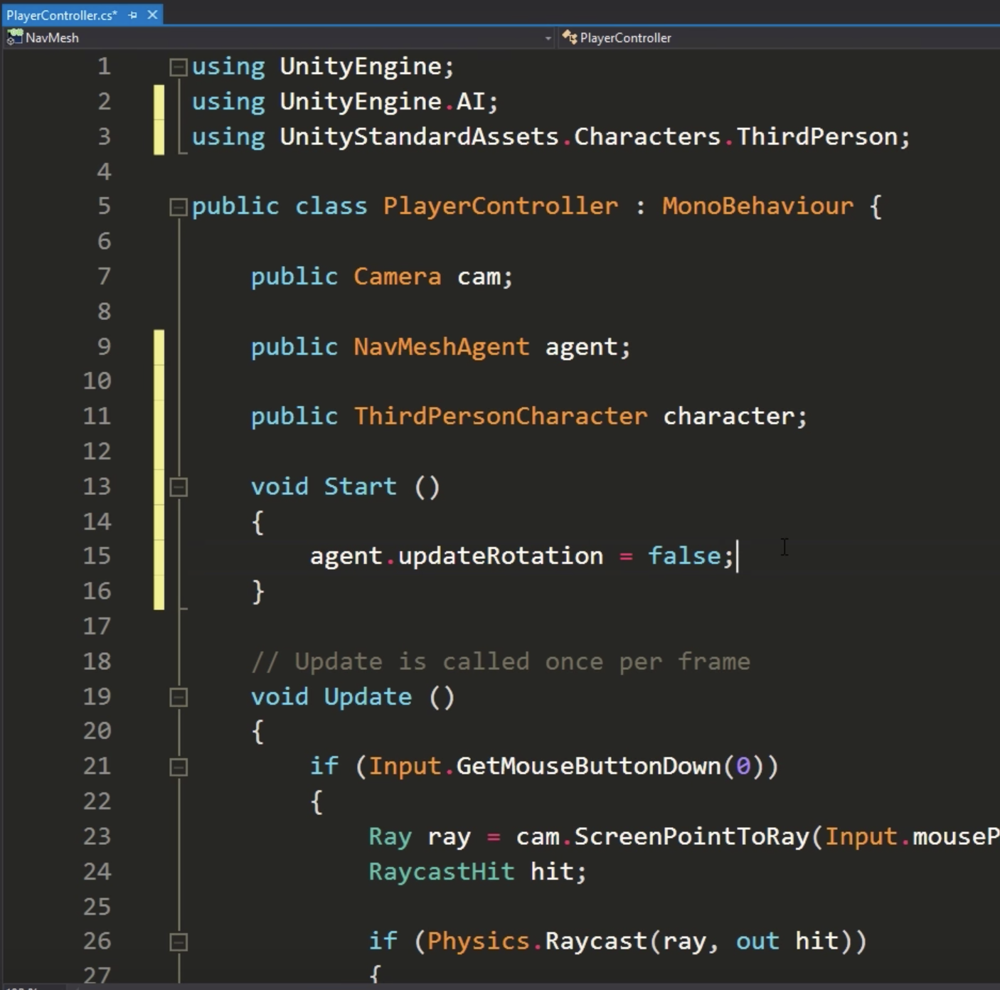 PlayerController.cs*
NavMesh PlayerController
1 using UnityEngine;
2 using UnityEngine.AI;
3 using UnityStandardAssets.Characters.ThirdPerson;
4
5 public class PlayerController : MonoBehaviour {
6
7 public Camera cam;
8
9 public NavMeshAgent agent;
10
11 public ThirdPersonCharacter character;
12
13 void Start ()
14 {
15 agent.updateRotation = false;
16 }
17
18 // Update is called once per frame
19 void Update ()
20 {
21 if (Input.GetMouseButtonDown(0))
22 {
23 Ray ray = cam.ScreenPointToRay(Input.mouseP
24 RaycastHit hit;
25
26 if (Physics.Raycast(ray, out hit))
27 {